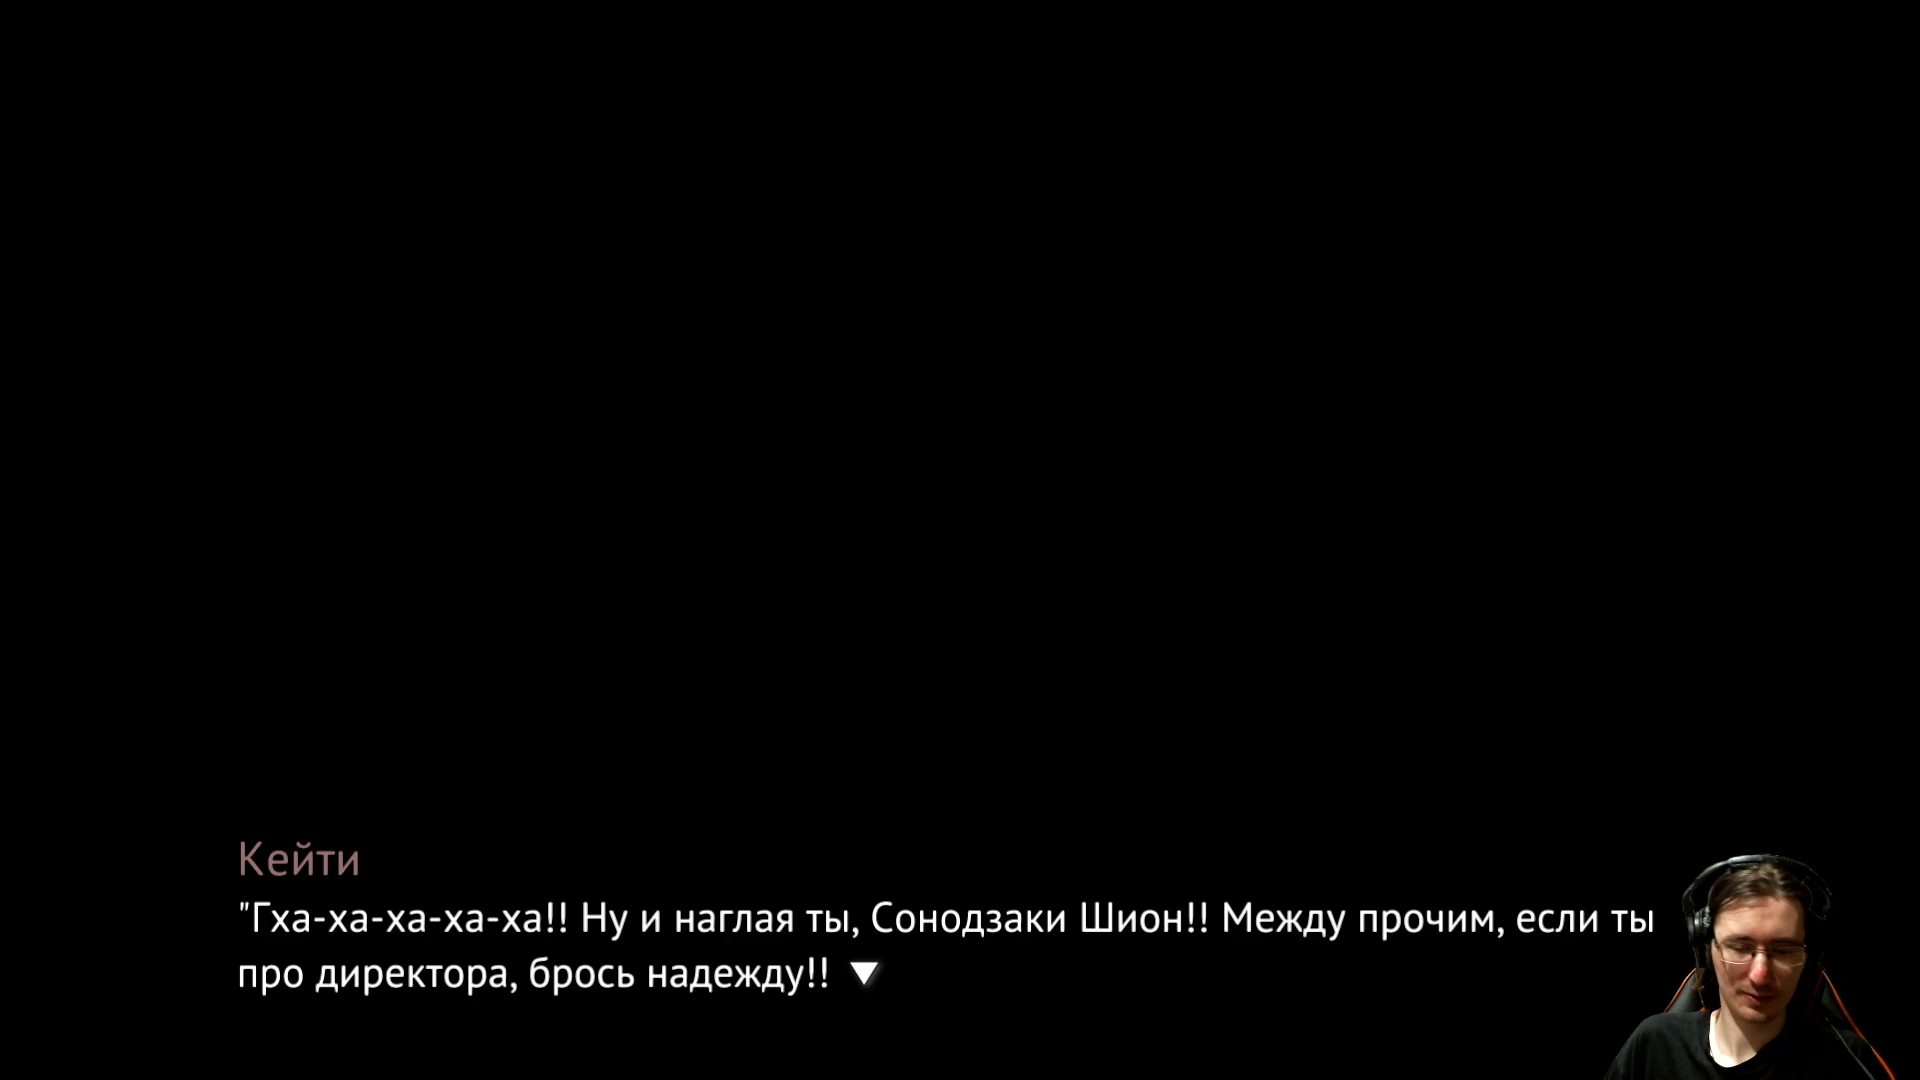 Кейти
"Гха-ха-ха-ха-ха!! Ну и наглая ты, Сонодзаки Шион!! Между прочим, если ты
про директора, брось надежду!!